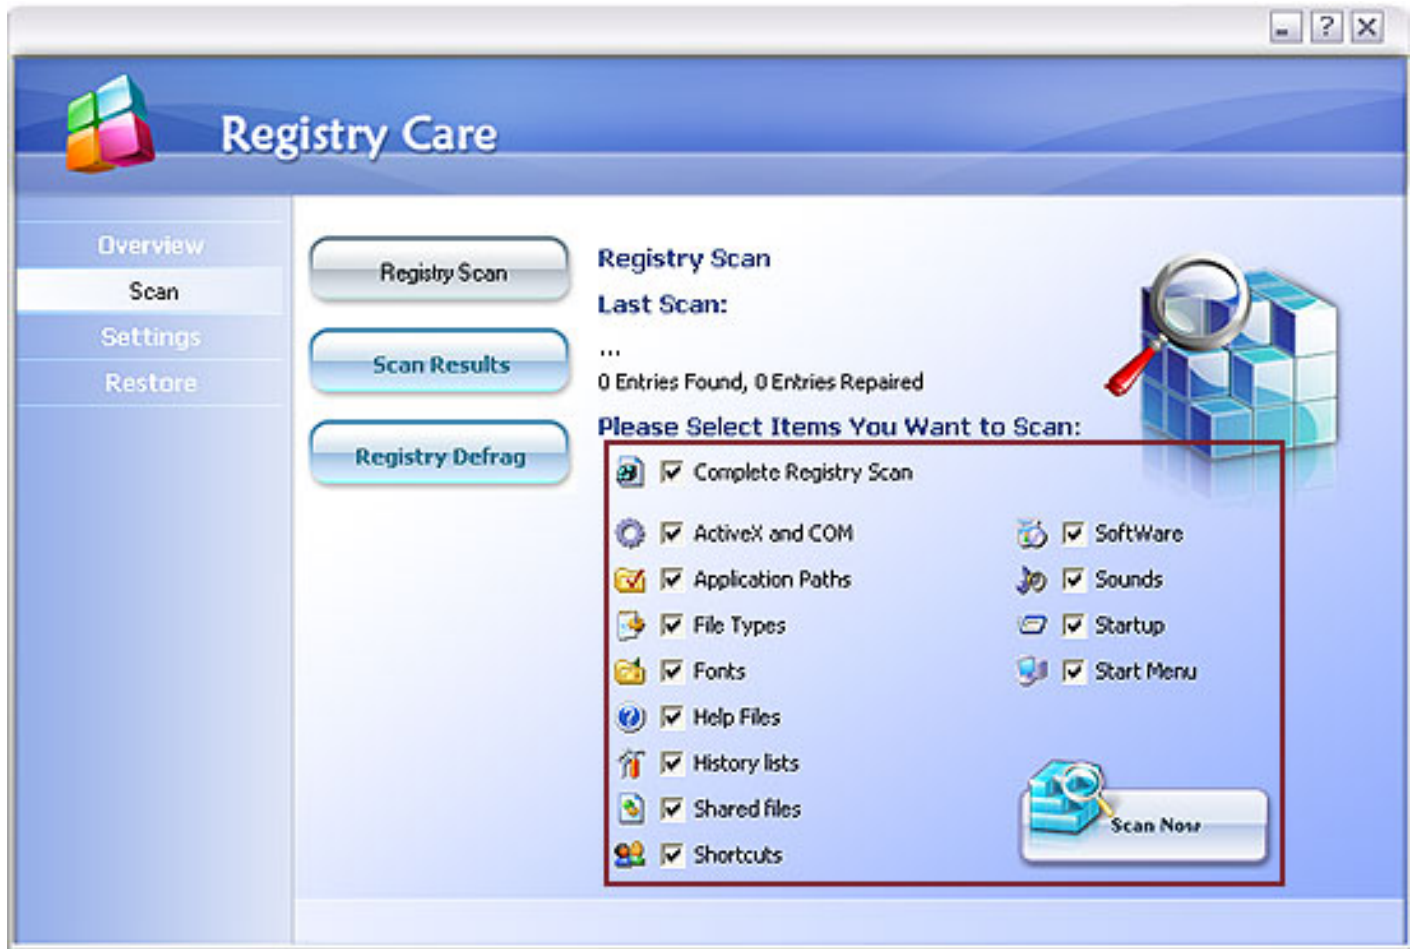 ?
Registry Care
Overview
Scan
Settings
Restore
Registry Scan
Scan Results
Registry Defrag
Registry Scan
Last Scan:
...
0 Entries Found, 0 Entries Repaired
Please Select Items You Want to Scan:
Complete Registry Scan
ActiveX and COM
Application Paths
File Types
Fonts
Help Files
History lists
Shared files
Shortcuts
SoftWare
Sounds
Startup
Start Menu
Scan Now